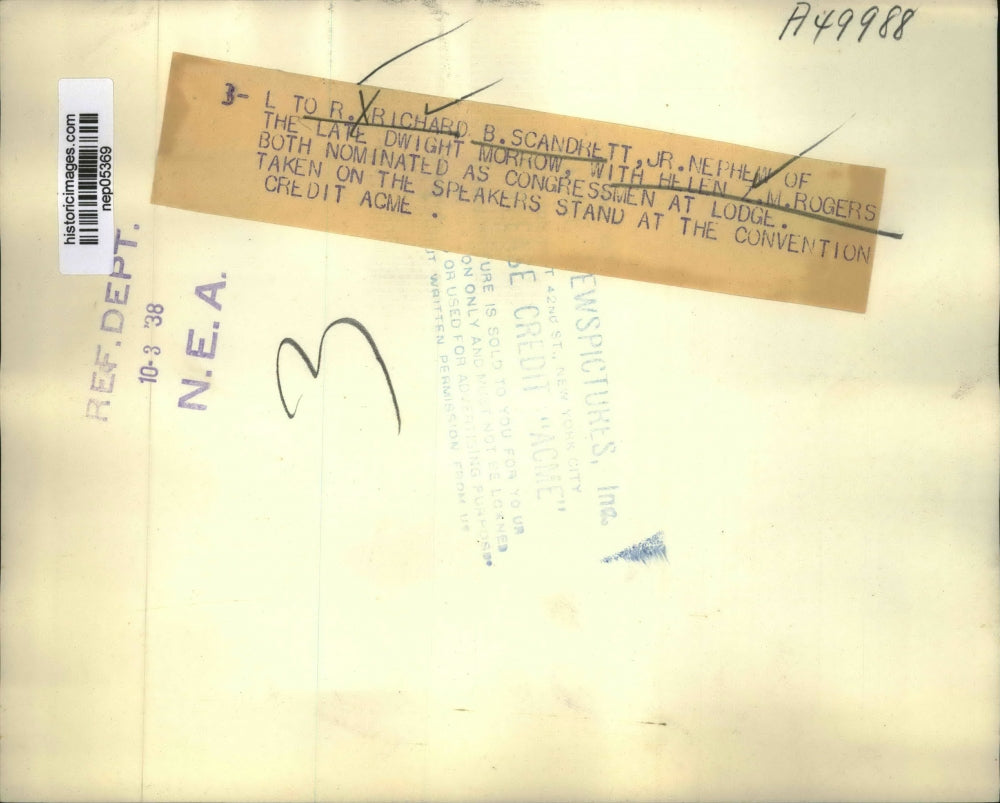 A49988
3- L TO R. RICHARD B.SCANDRETT,JR.NEPHEW OF
THE LATE DWIGHT MORROW, WITH HELEN .M.ROGERS
BOTH NOMINATED AS CONGRESSMEN AT LODGE.
TAKEN ON THE SPEAKERS STAND AT THE CONVENTION
CREDIT ACME .
historicimages.com
nep05369
REF.DEPT.
10-3 '38
N.E.A.
3
EWSPICTURES, Inc.
T 42ND ST., NEW YORK CITY
SE CREDIT "ACME"
URE IS SOLD TO YOU FOR YOUR
ON ONLY AND MUST NOT BE LOANED
OR USED FOR ADVERTISING PURPOSES
UT WRITTEN PERMISSION FROM US